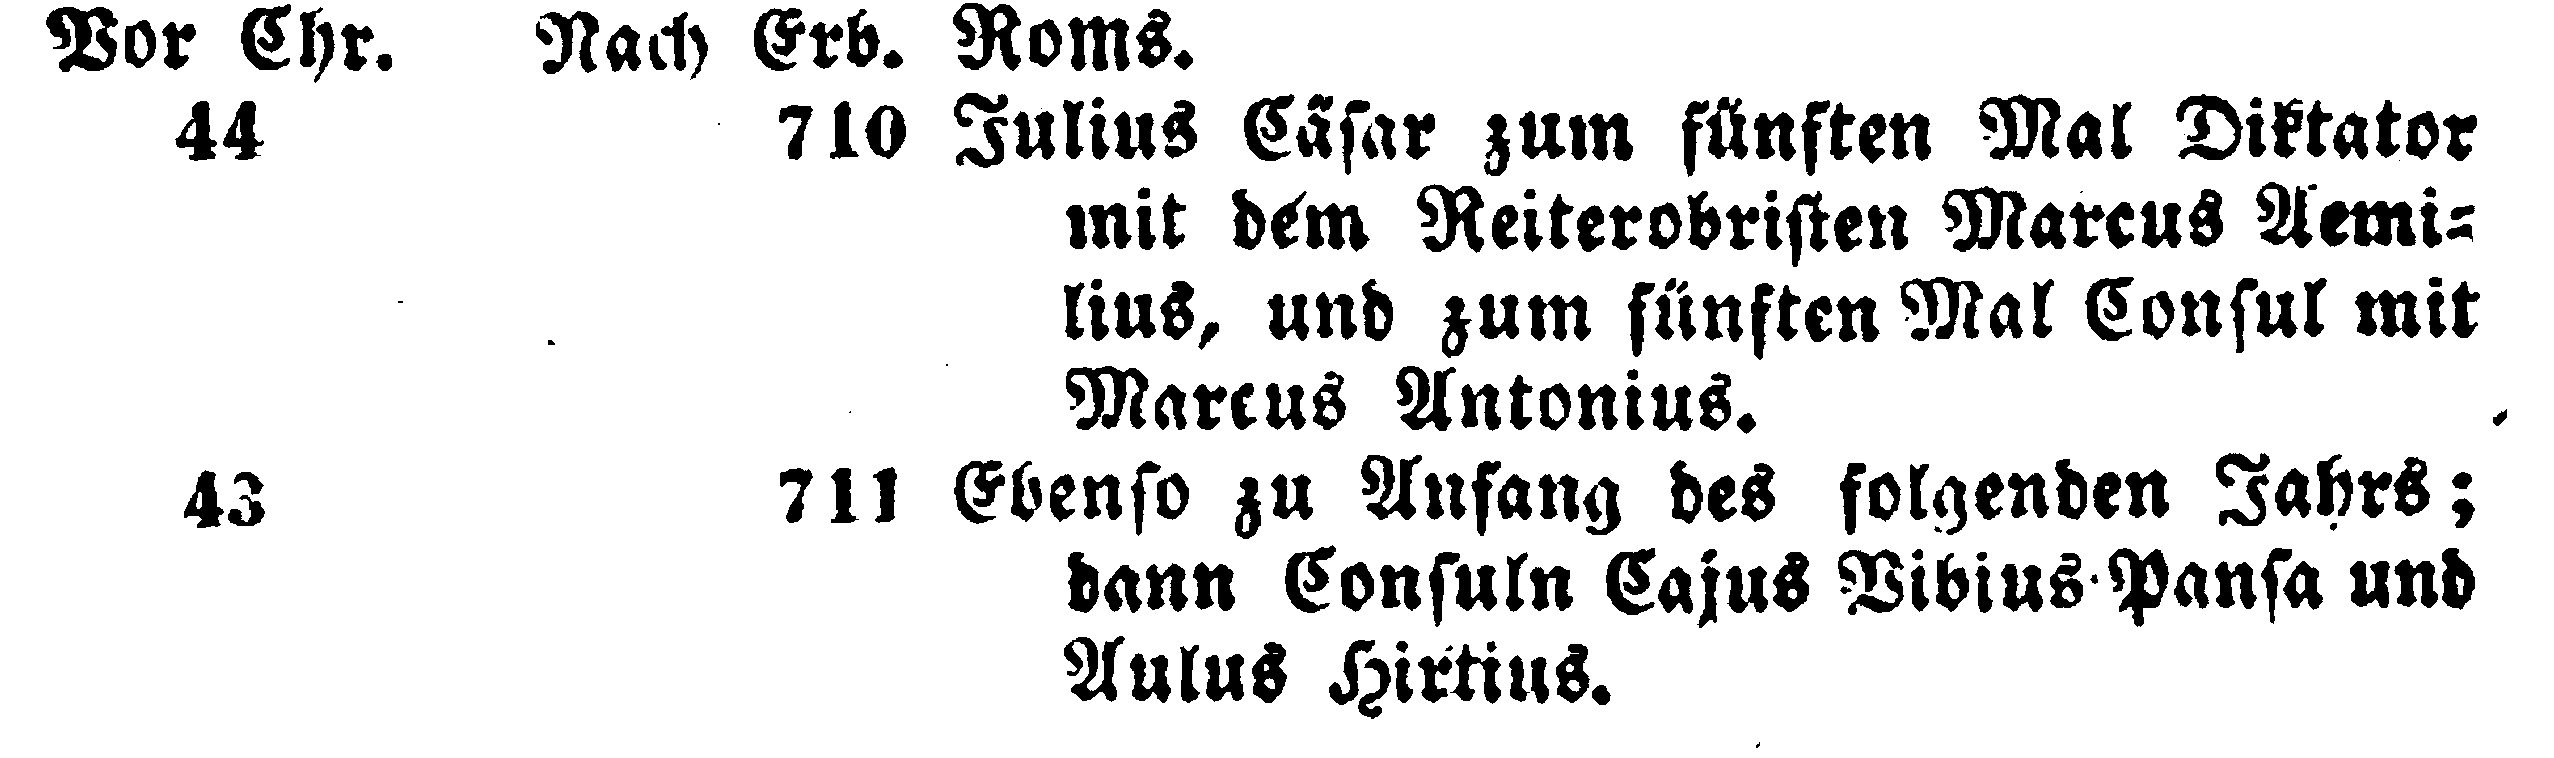 Vor Chr. Nach Erb. Roms.
44 710 Julius Cäsar zum fünften Mal Diktator
mit dem Reiterobristen Marcus Aemi-
lius, und zum fünften Mal Consul mit
Marcus Antonius.
43 711 Ebenso zu Anfang des folgenden Jahrs;
dann Consuln Cajus Vibius Pansa und
Aulus Hirtius.